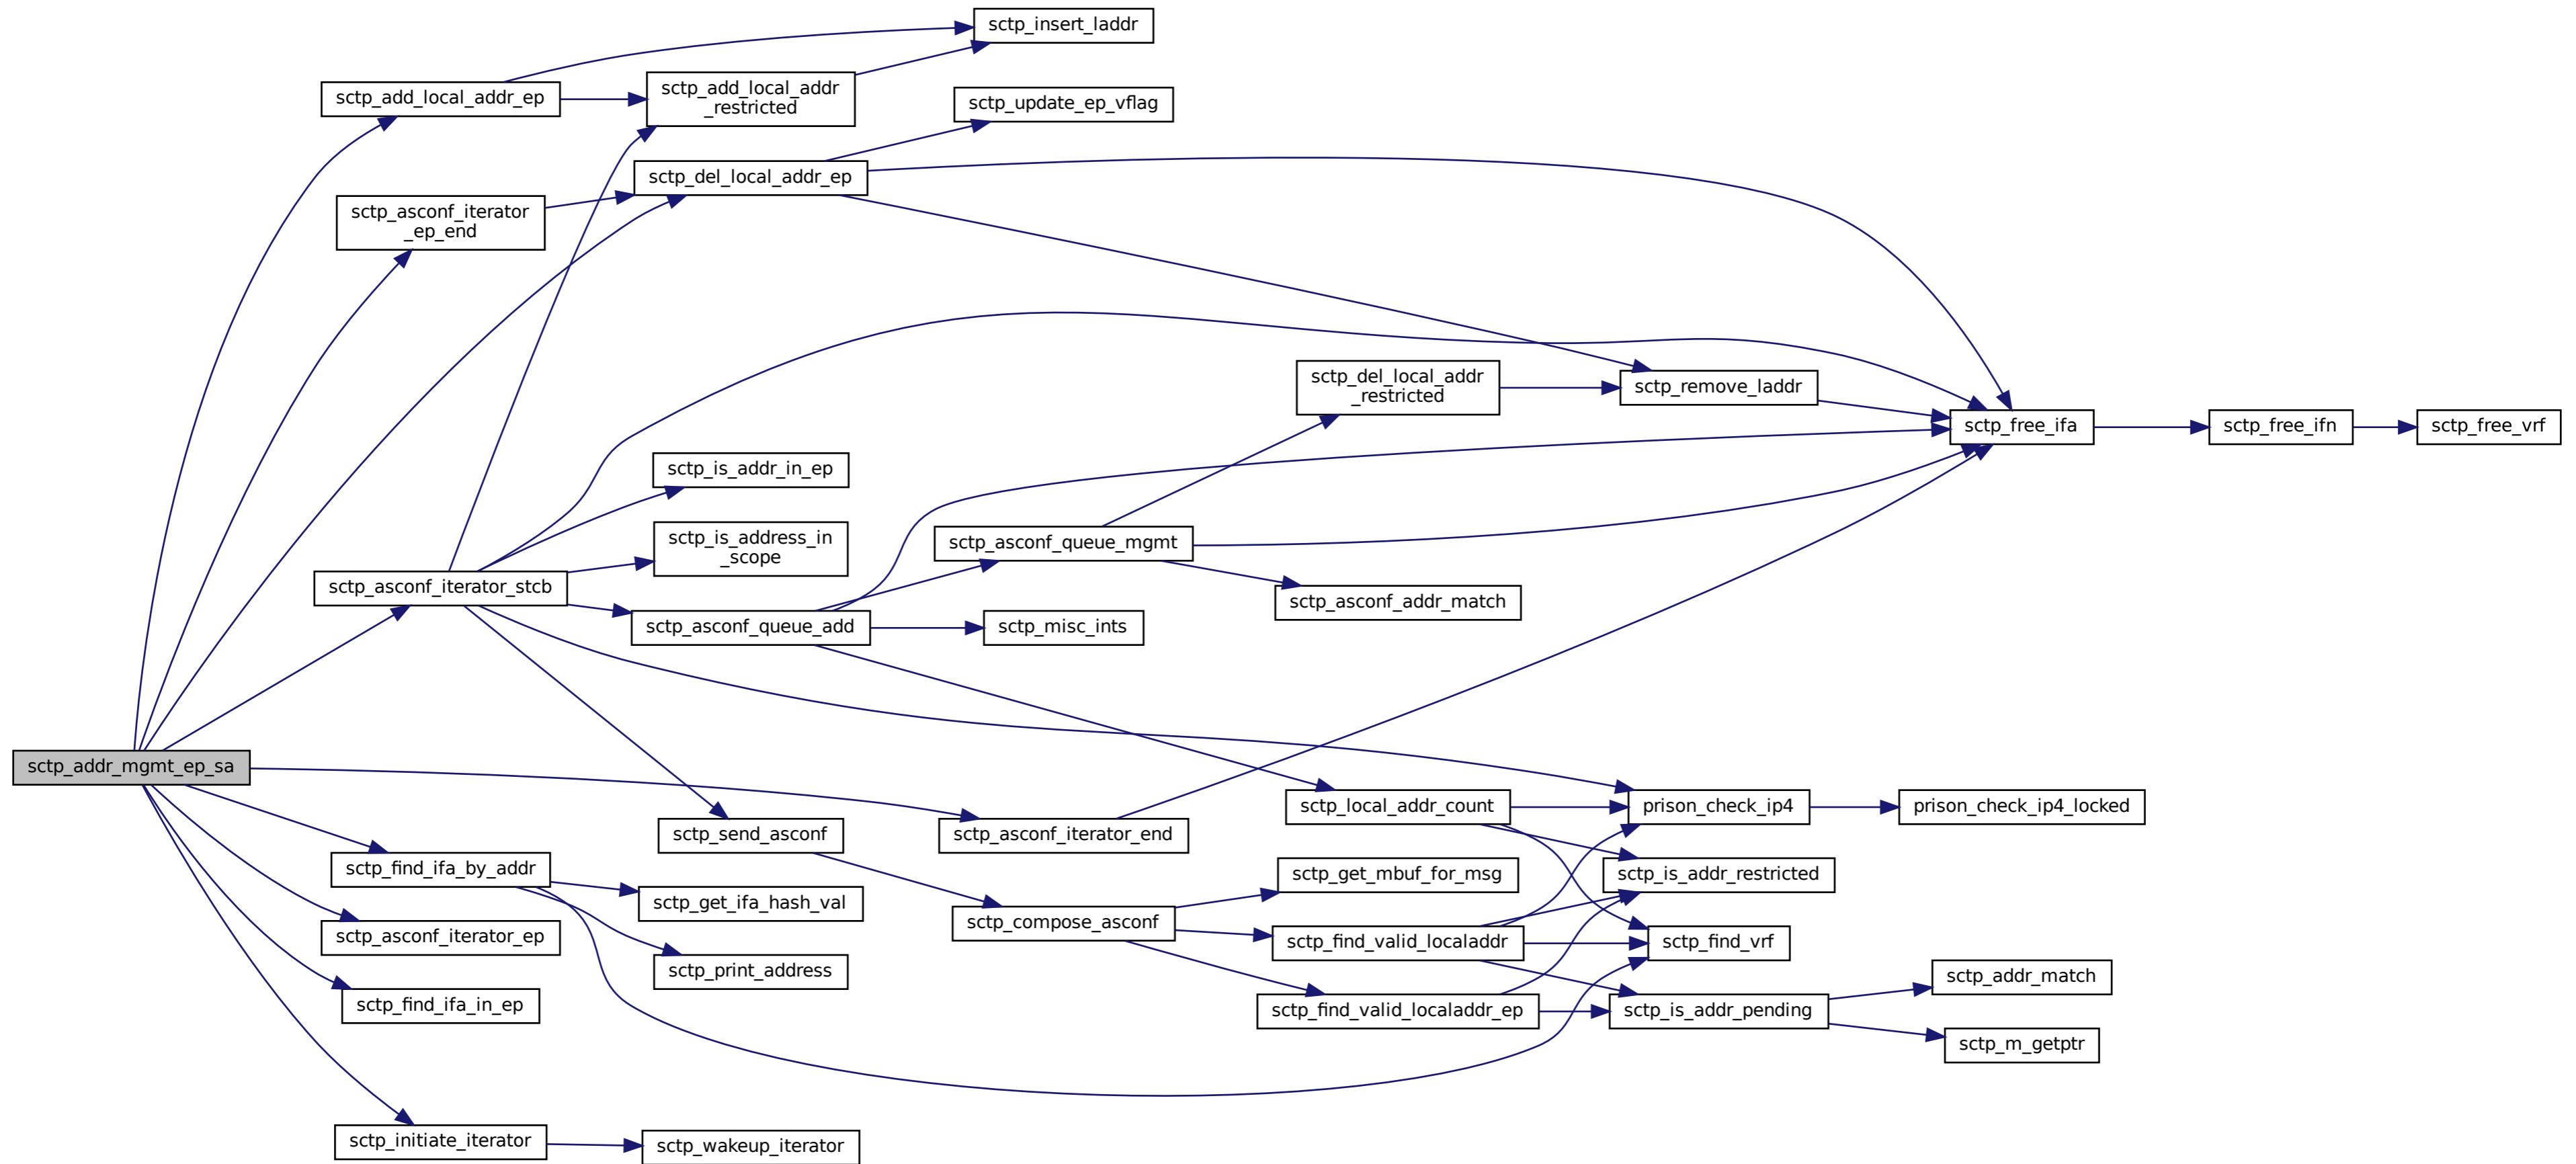 sctp_insert_laddr
sctp_add_local_addr_ep
sctp_add_local_addr
_restricted
sctp_update_ep_vflag
sctp_del_local_addr_ep
sctp_asconf_iterator
_ep_end
sctp_del_local_addr
_restricted
sctp_remove_laddr
sctp_free_ifa
sctp_free_ifn
sctp_free_vrf
sctp_is_addr_in_ep
sctp_is_address_in
_scope
sctp_asconf_queue_mgmt
sctp_asconf_iterator_stcb
sctp_asconf_addr_match
sctp_asconf_queue_add
sctp_misc_ints
sctp_addr_mgmt_ep_sa
sctp_local_addr_count
prison_check_ip4
prison_check_ip4_locked
sctp_send_asconf
sctp_asconf_iterator_end
sctp_find_ifa_by_addr
sctp_get_mbuf_for_msg
sctp_is_addr_restricted
sctp_get_ifa_hash_val
sctp_compose_asconf
sctp_asconf_iterator_ep
sctp_find_valid_localaddr
sctp_find_vrf
sctp_print_address
sctp_addr_match
sctp_find_ifa_in_ep
sctp_find_valid_localaddr_ep
sctp_is_addr_pending
sctp_m_getptr
sctp_initiate_iterator
sctp_wakeup_iterator